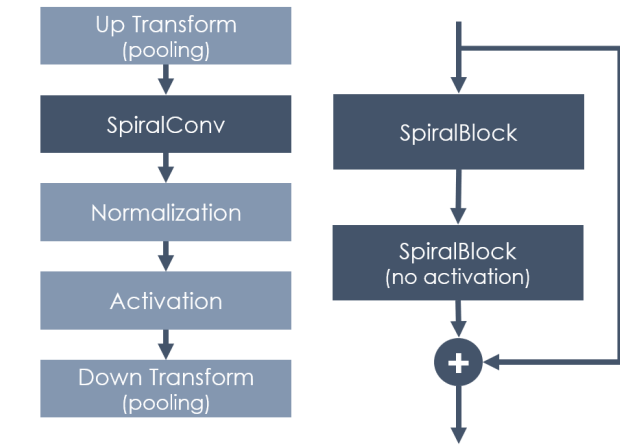 Up Transform
(pooling)
SpiralConv
Normalization
Activation
Down Transform
(pooling)
SpiralBlock
SpiralBlock
(no activation)
+